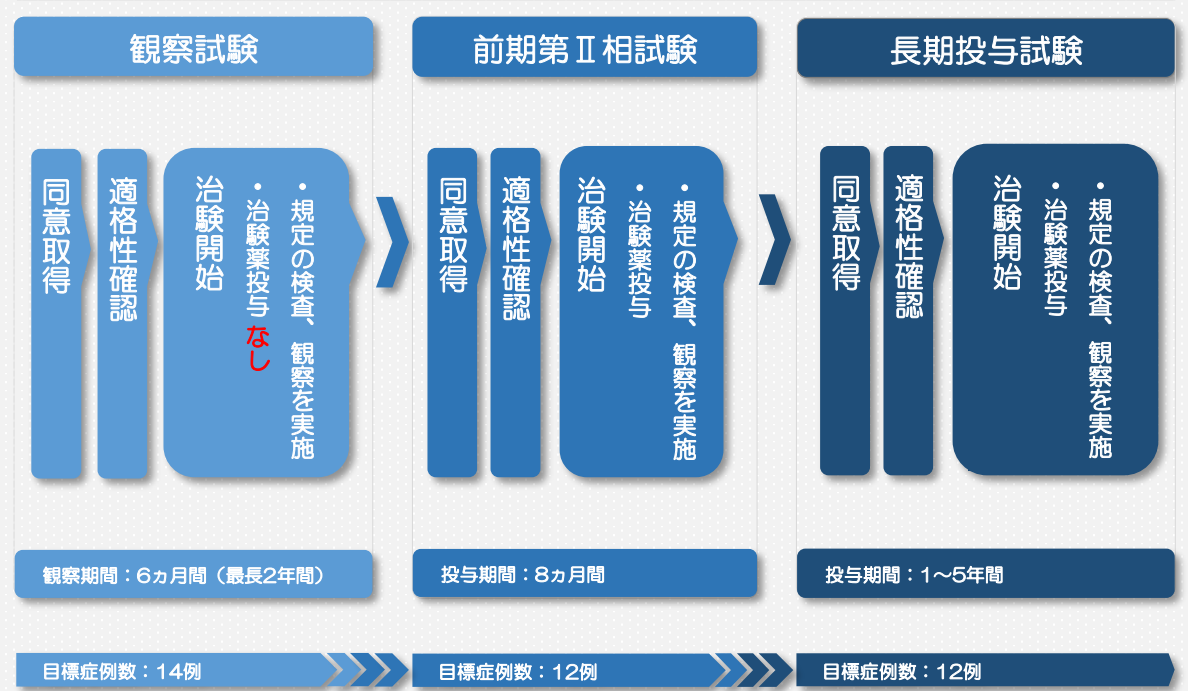 観察試験
同意取得
適格性確認
治験開始
・治験薬投与なし
・規定の検査、観察を実施
観察期間：6ヵ月間（最長2年間）
目標症例数：14例
前期第Ⅱ相試験
同意取得
適格性確認
治験開始
・治験薬投与
・規定の検査、観察を実施
投与期間：8ヵ月間
目標症例数：12例
長期投与試験
同意取得
適格性確認
治験開始
・治験薬投与
・規定の検査、観察を実施
投与期間：1～5年間
目標症例数：12例